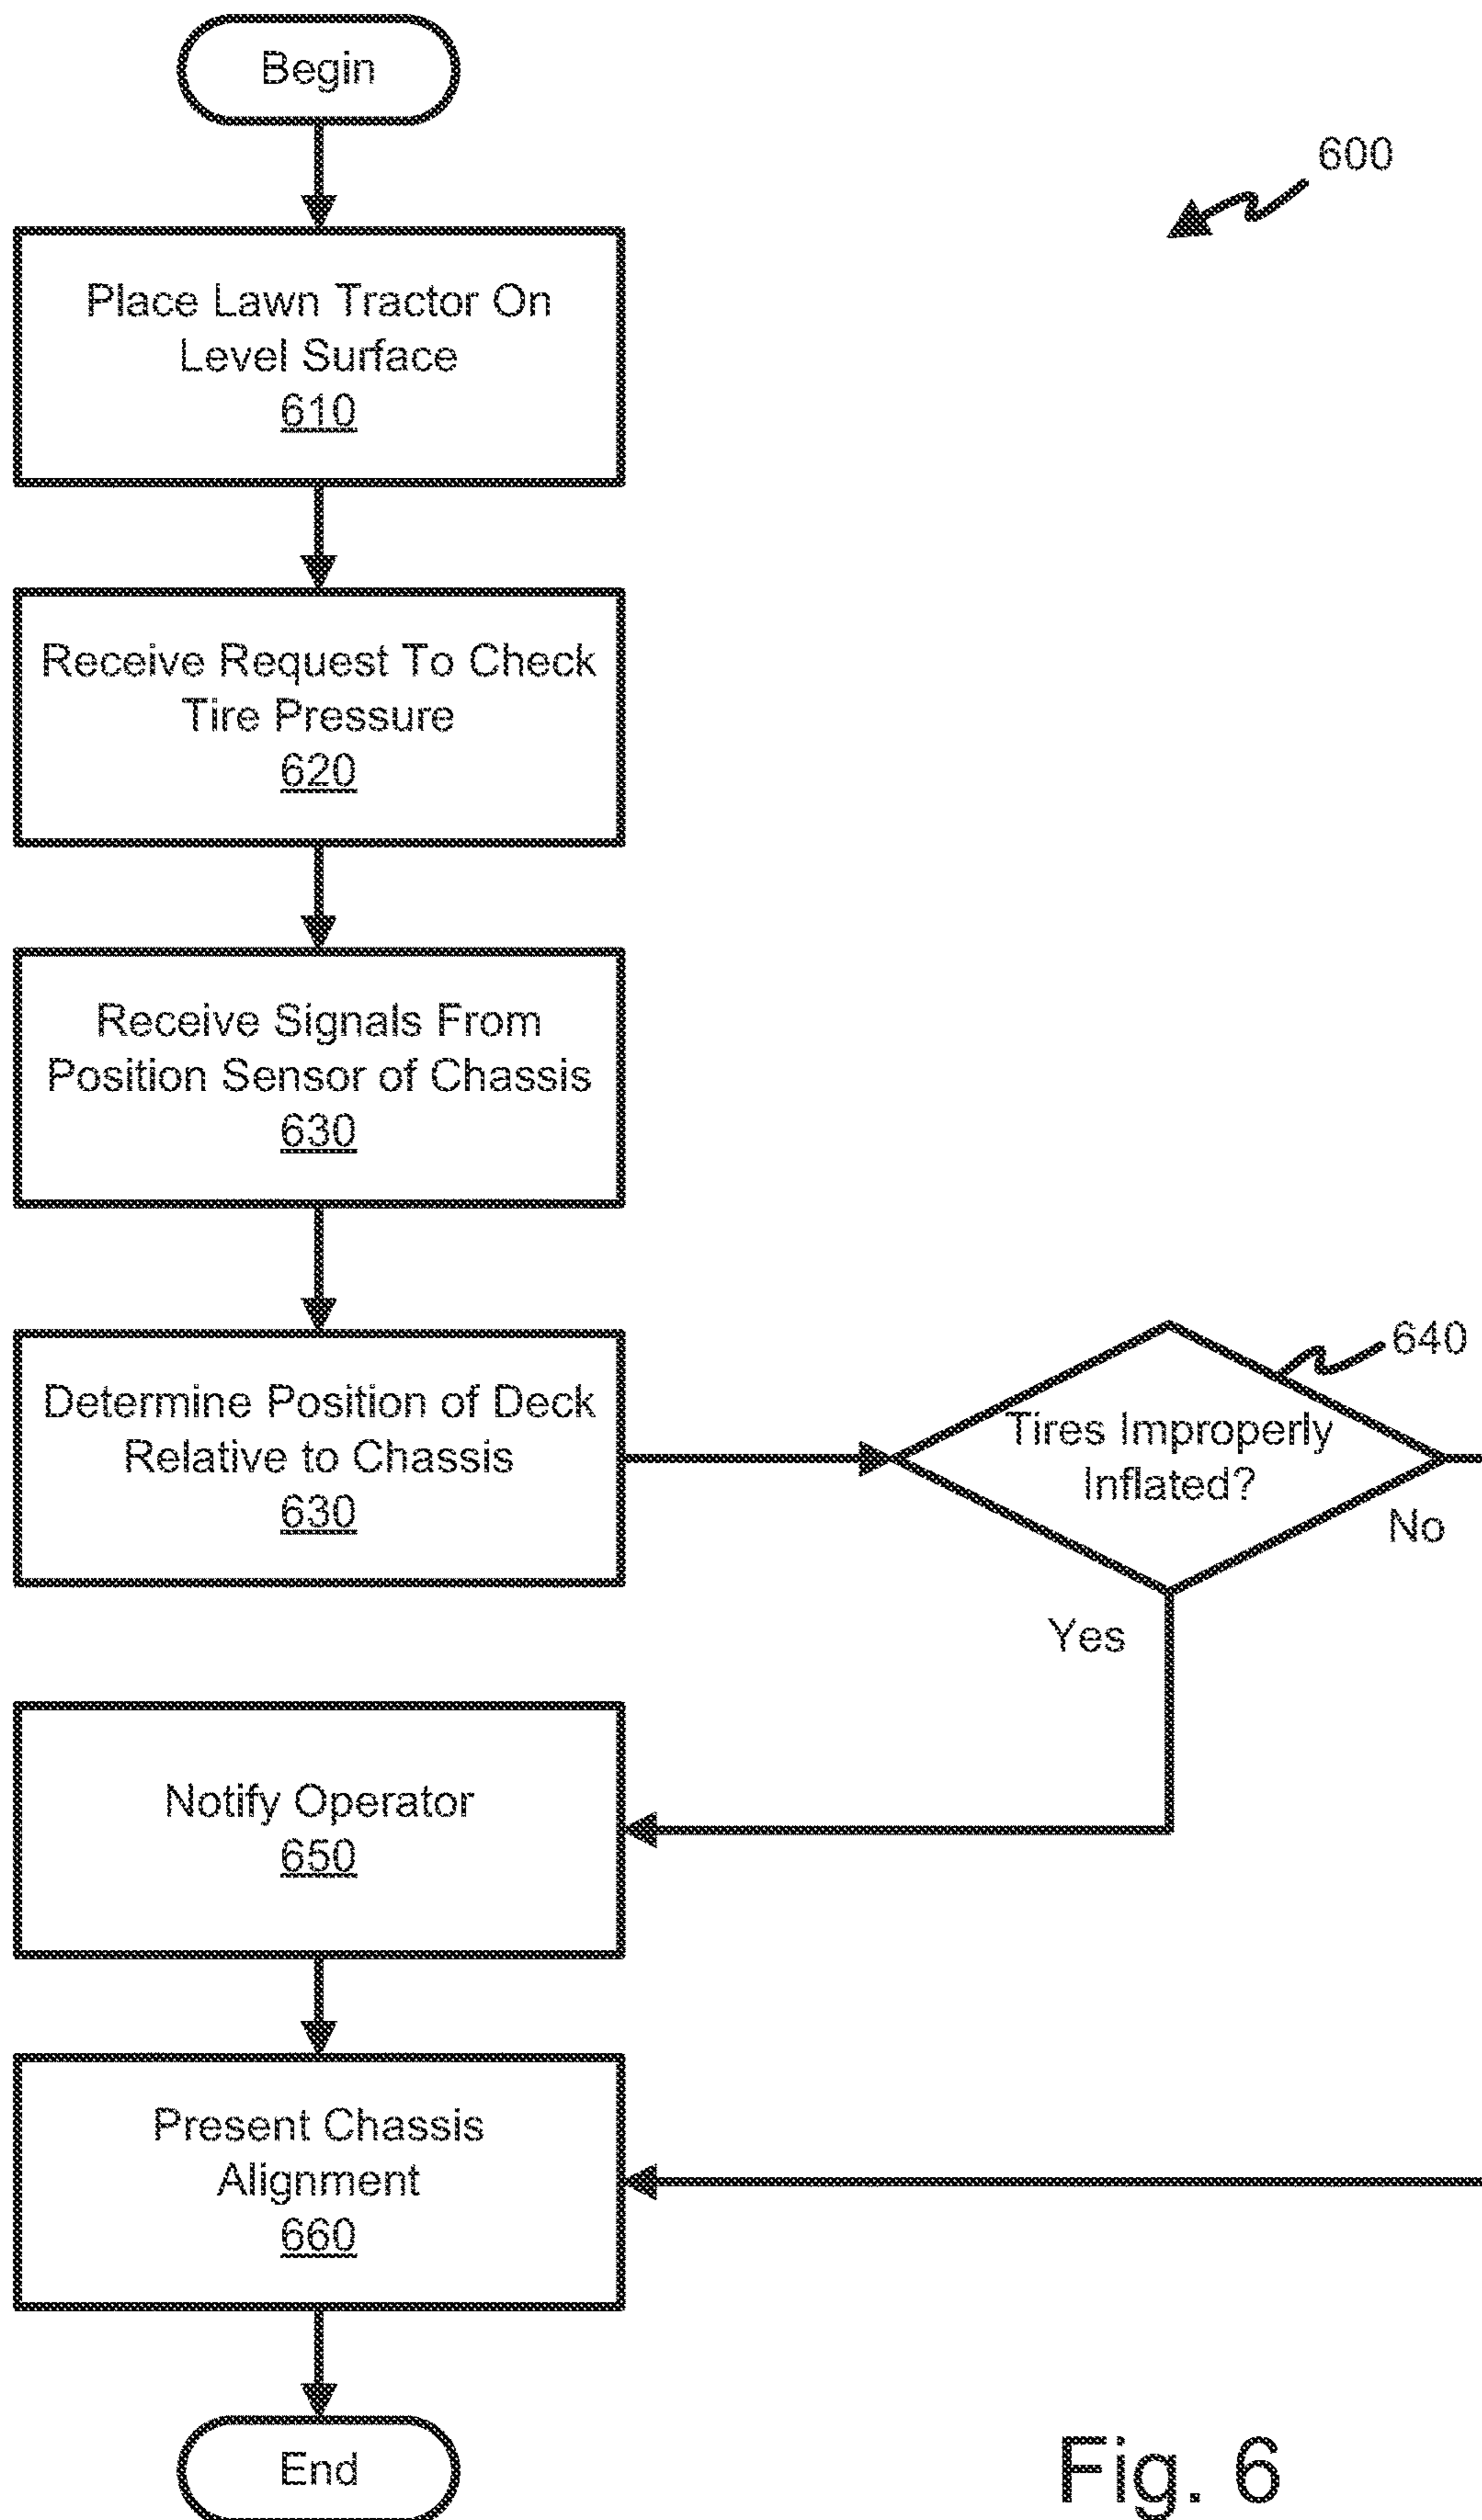 Begin
600
Place Lawn Tractor On
Level Surface
610
Receive Request To Check
Tire Pressure
620
Receive Signals From
Position Sensor of Chassis
630
Determine Position of Deck
Relative to Chassis
630
640
Tires Improperly
Inflated?
No
Yes
Notify Operator
650
Present Chassis
Alignment
660
End
Fig. 6